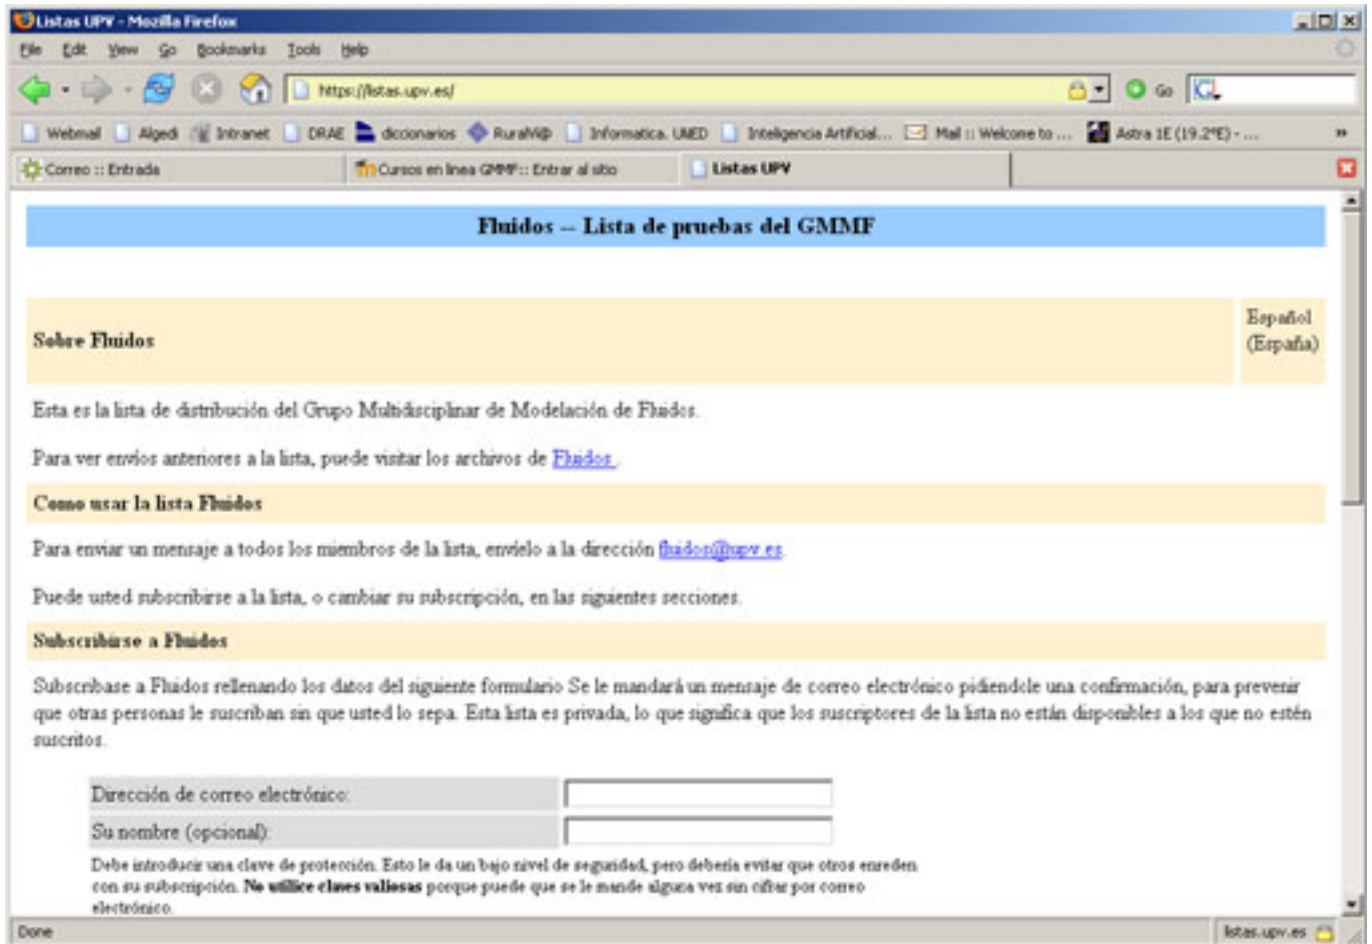 Listas UPV - Mozilla Firefox
File Edit View Go Bookmarks Tools Help
https://listas.upv.es/ Go
Webmail Algedi Intranet DRAE diccionarios RuralWi@ Informatica. UNED Inteligencia Artificial... Mail :: Welcome to ... Astra 1E (19.2ºE) - ... »
Correo :: Entrada Cursos en linea GMMF:: Entrar al sitio Listas UPV
Fluidos -- Lista de pruebas del GMMF
Sobre Fluidos
Español
(España)
Esta es la lista de distribución del Grupo Multidisciplinar de Modelación de Fluidos.
Para ver envíos anteriores a la lista, puede visitar los archivos de Fluidos .
Como usar la lista Fluidos
Para enviar un mensaje a todos los miembros de la lista, envíelo a la dirección fluidos@upv.es.
Puede usted subscribirse a la lista, o cambiar su subscripción, en las siguientes secciones.
Subscribirse a Fluidos
Subscríbase a Fluidos rellenando los datos del siguiente formulario Se le mandará un mensaje de correo electrónico pidiéndole una confirmación, para prevenir
que otras personas le suscriban sin que usted lo sepa. Esta lista es privada, lo que significa que los suscriptores de la lista no están disponibles a los que no estén
suscritos.
Dirección de correo electrónico:
Su nombre (opcional):
Debe introducir una clave de protección. Esto le da un bajo nivel de seguridad, pero debería evitar que otros enreden
con su subscripción. No utilice claves valiosas porque puede que se le mande alguna vez sin cifrar por correo
electrónico.
Done listas.upv.es